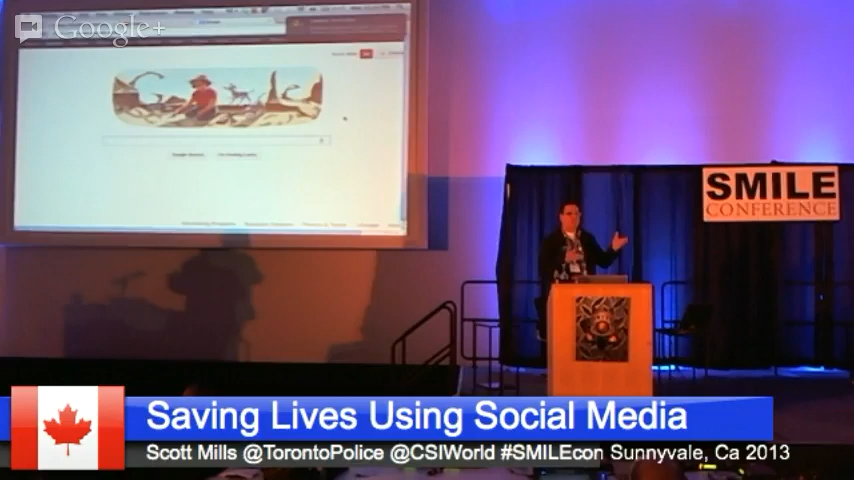 Google+
SMILE
CONFERENCE
Saving Lives Using Social Media
Scott Mills @TorontoPolice @CSIWorld #SMILEcon Sunnyvale, Ca 2013